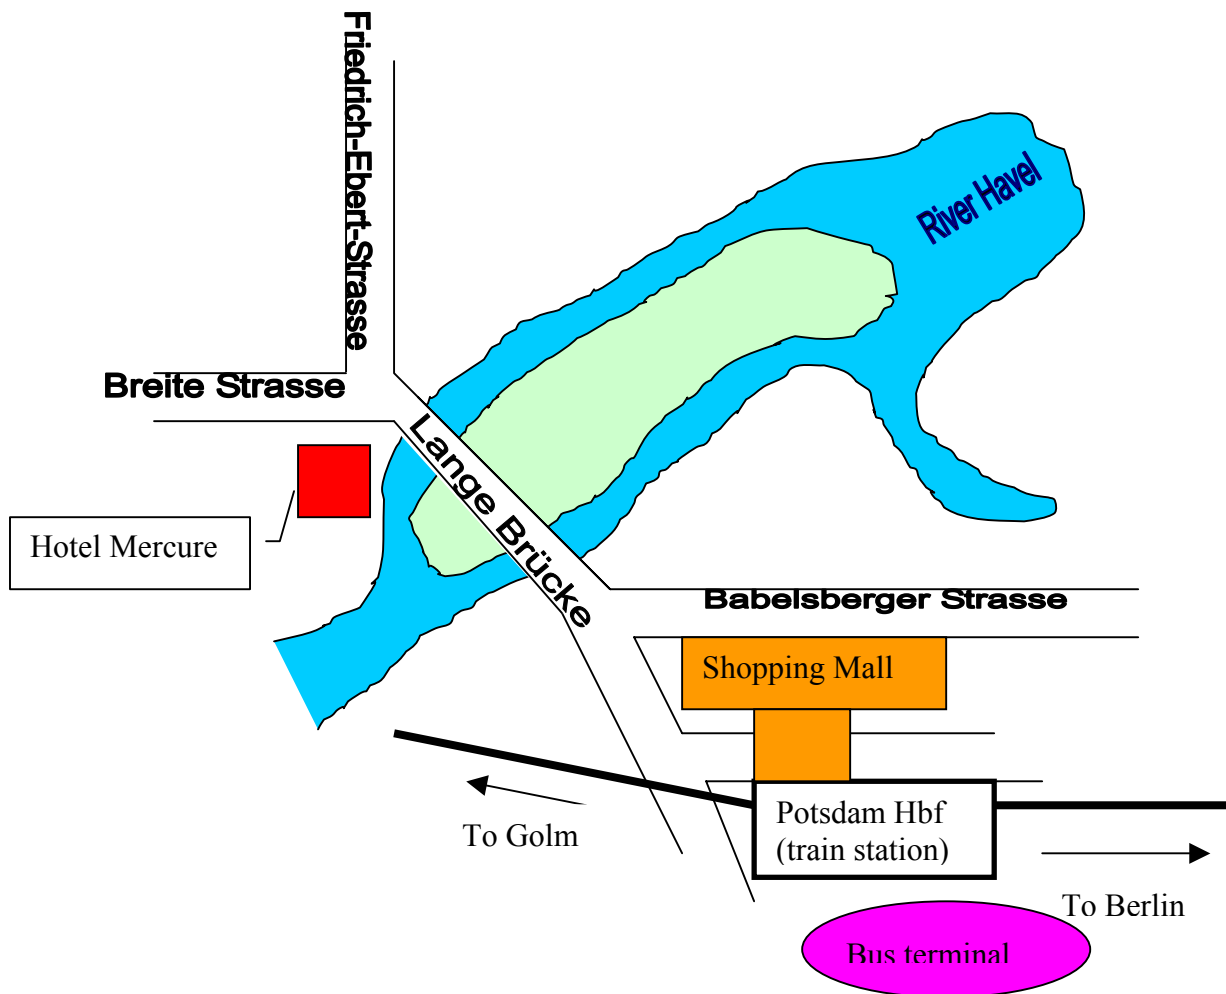 Friedrich-Ebert-Strasse
River Havel
Breite Strasse
Lange Brücke
Hotel Mercure
Babelsberger Strasse
Shopping Mall
To Golm
Potsdam Hbf
(train station)
To Berlin
Bus terminal